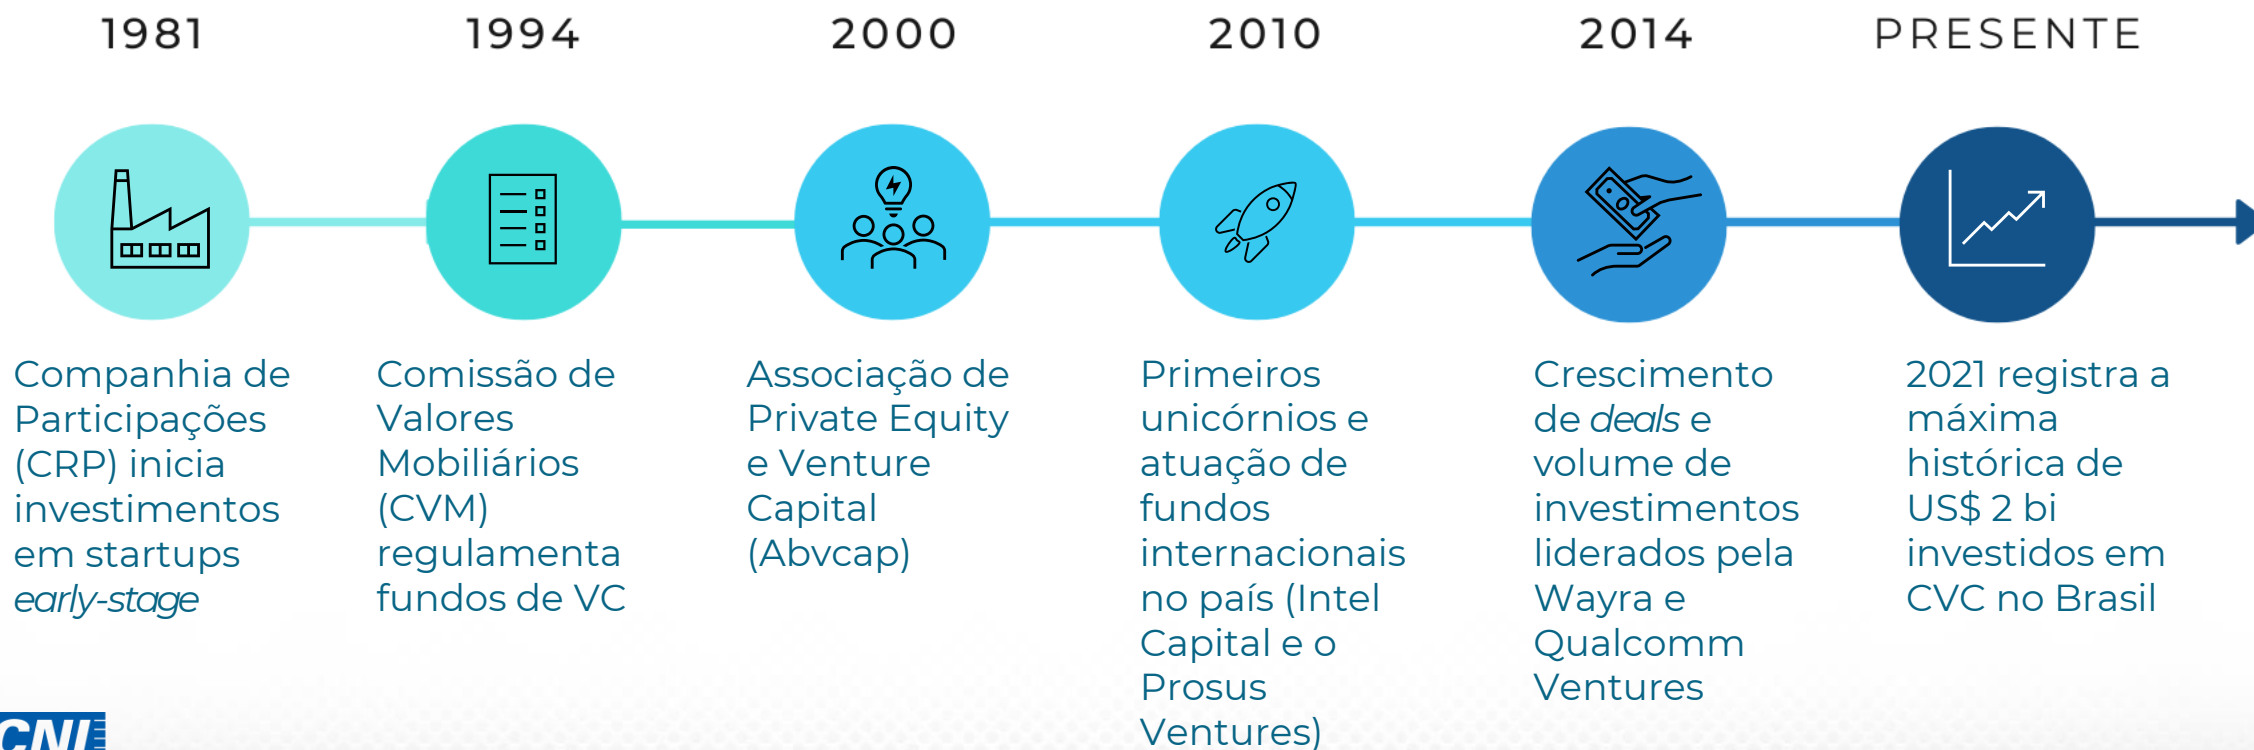 1981
1994
2000
2010
2014
PRESENTE
Companhia de
Participações
(CRP) inicia
investimentos
em startups
early-stage
Comissão de
Valores
Mobiliários
(CVM)
regulamenta
fundos de VC
Associação de
Private Equity
e Venture
Capital
(Abvcap)
Primeiros
unicórnios e
atuação de
fundos
internacionais
no país (Intel
Capital e o
Prosus
Ventures)
Crescimento
de deals e
volume de
investimentos
liderados pela
Wayra e
Qualcomm
Ventures
2021 registra a
máxima
histórica de
US$ 2 bi
investidos em
CVC no Brasil
CNI